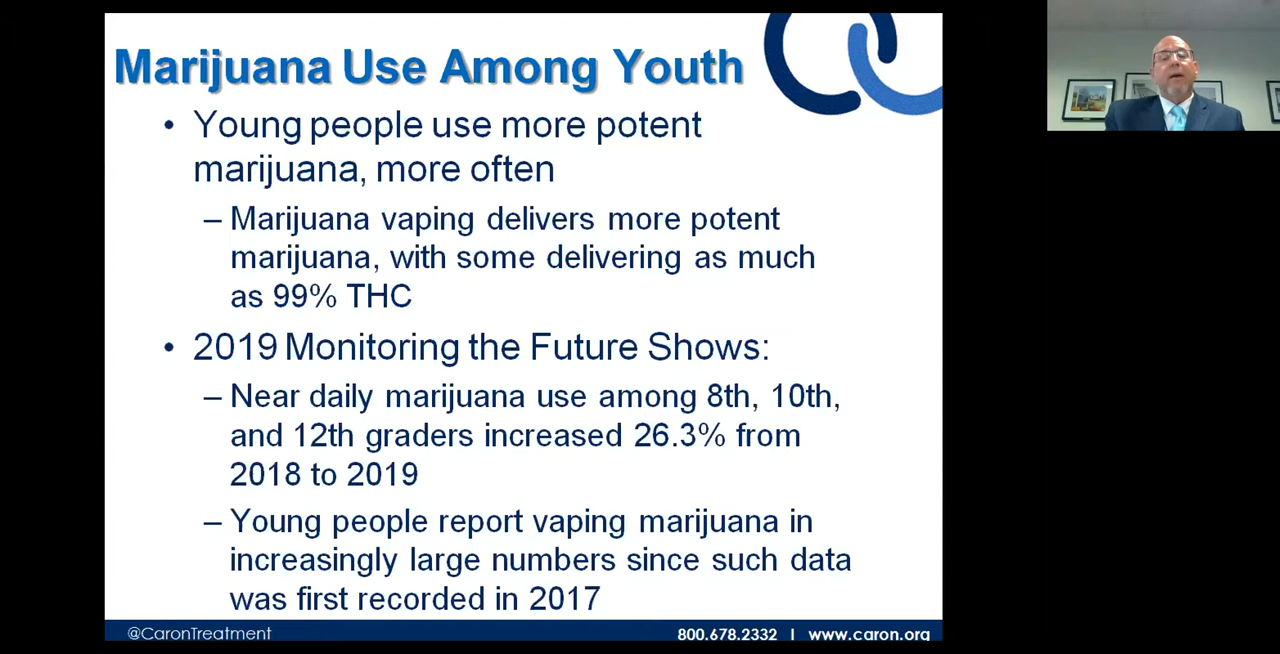 Marijuana Use Among Youth
• Young people use more potent
marijuana, more often
– Marijuana vaping delivers more potent
marijuana, with some delivering as much
as 99% THC
• 2019 Monitoring the Future Shows:
– Near daily marijuana use among 8th, 10th,
and 12th graders increased 26.3% from
2018 to 2019
– Young people report vaping marijuana in
increasingly large numbers since such data
was first recorded in 2017
@CaronTreatment
800.678.2332 | www.caron.org